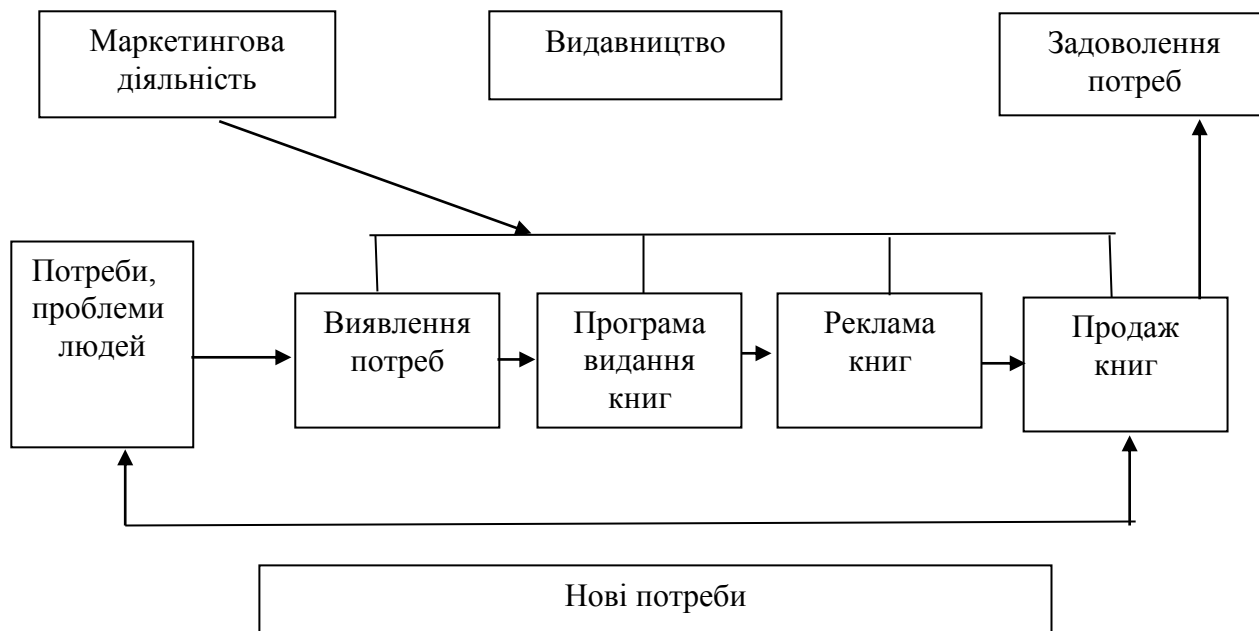 Маркетингова
діяльність
Видавництво
Задоволення
потреб
Потреби,
проблеми
людей
Виявлення
потреб
Програма
видання
книг
Реклама
книг
Продаж
книг
Нові потреби